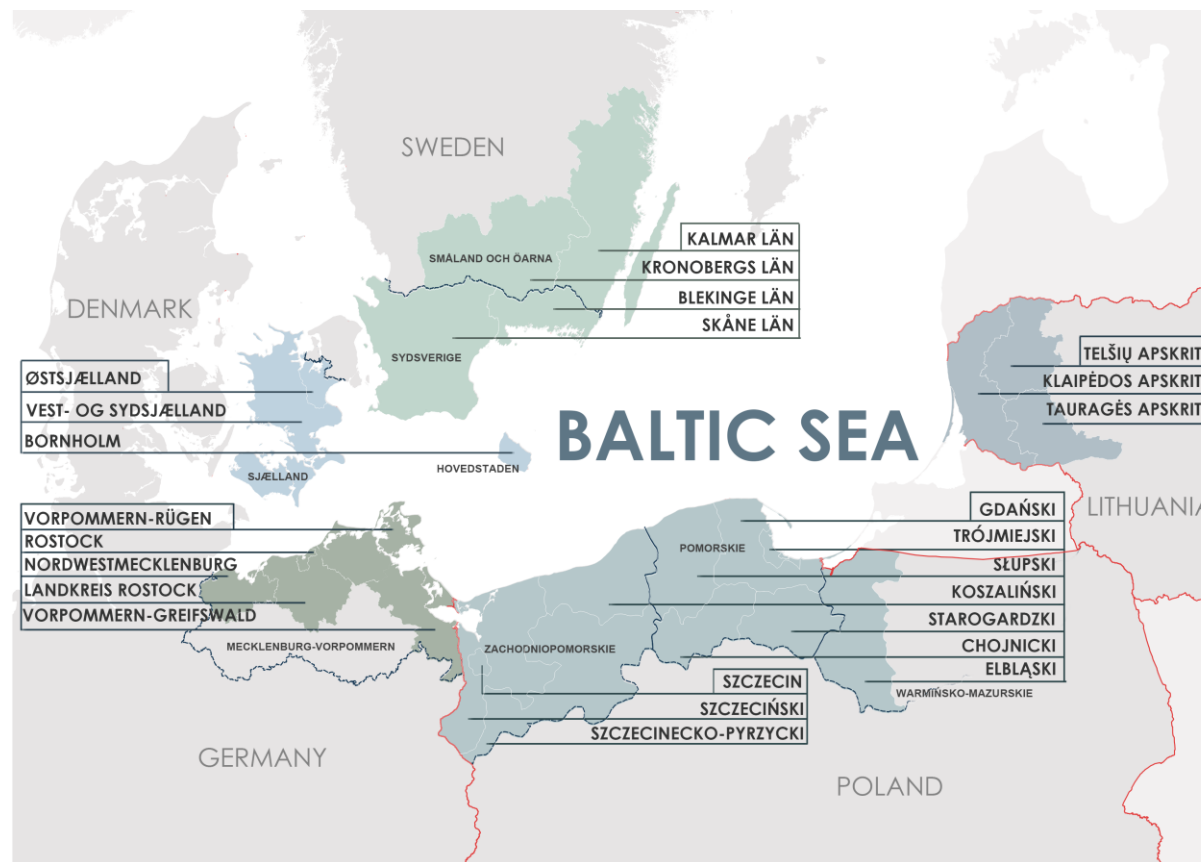 SWEDEN
DENMARK
KALMAR LÄN
KRONOBERGS LÄN
BLEKINGE LÄN
SKÅNE LÄN
SMÅLAND OCH ÖARNA
SYDSVERIGE
ØSTSJÆLLAND
VEST- OG SYDSJÆLLAND
BORNHOLM
SJÆLLAND
HOVEDSTADEN
BALTIC SEA
TELŠIŲ APSKRIT
KLAIPĖDOS APSKRIT
TAURAGĖS APSKRIT
LITHUANIA
VORPOMMERN-RÜGEN
ROSTOCK
NORDWESTMECKLENBURG
LANDKREIS ROSTOCK
VORPOMMERN-GREIFSWALD
MECKLENBURG-VORPOMMERN
GDAŃSKI
TRÓJMIEJSKI
SŁUPSKI
KOSZALIŃSKI
STAROGARDZKI
CHOJNICKI
ELBLĄSKI
POMORSKIE
ZACHODNIOPOMORSKIE
WARMIŃSKO-MAZURSKIE
SZCZECIN
SZCZECIŃSKI
SZCZECINECKO-PYRZYCKI
GERMANY
POLAND